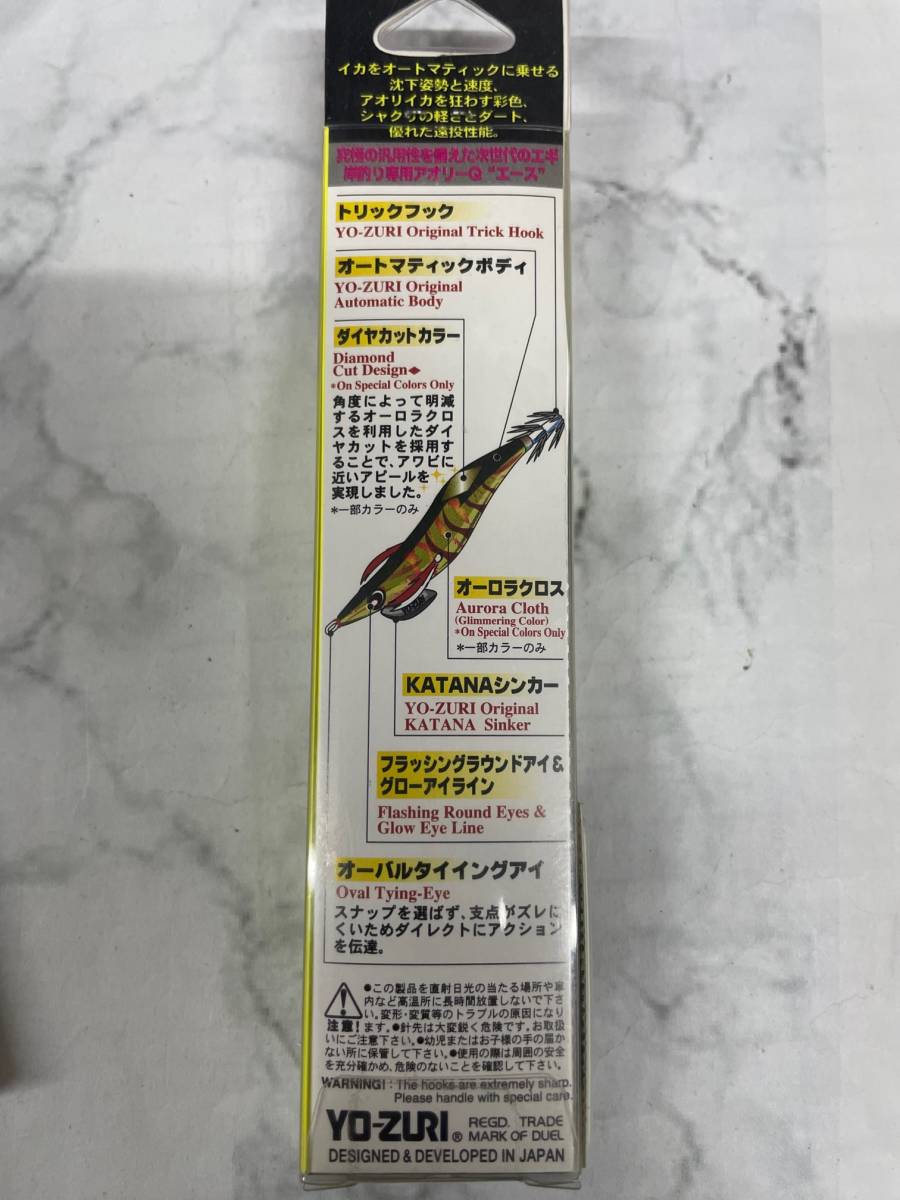 イカをオートマティックに乗せる
沈下姿勢と速度、
アオリイカを狂わす彩色、
シャクリの軽さとダート、
優れた遠投性能。
究極の汎用性を備えた次世代のエギ
岸釣り専用アオリーQ “エース”
トリックフック
YO-ZURI Original Trick Hook
オートマティックボディ
YO-ZURI Original
Automatic Body
ダイヤカットカラー
Diamond
Cut Design
*On Special Colors Only
角度によって明滅
するオーロラクロ
スを利用したダイ
ヤカットを採用す
ることで、アワビに
近いアピールを
実現しました。
*一部カラーのみ
オーロラクロス
Aurora Cloth
(Glimmering Color)
*On Special Colors Only
*一部カラーのみ
KATANAシンカー
YO-ZURI Original
KATANA Sinker
フラッシングラウンドアイ&
グローアイライン
Flashing Round Eyes &
Glow Eye Line
オーバルタイイングアイ
Oval Tying-Eye
スナップを選ばず、支点がズレに
くいためダイレクトにアクション
を伝達。
●この製品を直射日光の当たる場所や車
内など高温所に長時間放置しないで下さ
い。変形・変質等のトラブルの原因になり
注意!ます。●針先は大変鋭く危険です。お取扱
いにご注意下さい。●幼児またはお子様の手の届か
ない所に保管して下さい。●使用の際は周囲の安全
を充分確かめ、危険のないことを確認して下さい。
WARNING! : The hooks are extremely sharp.
Please handle with special care.
YO-ZURI® REGD. TRADE
MARK OF DUEL
DESIGNED & DEVELOPED IN JAPAN